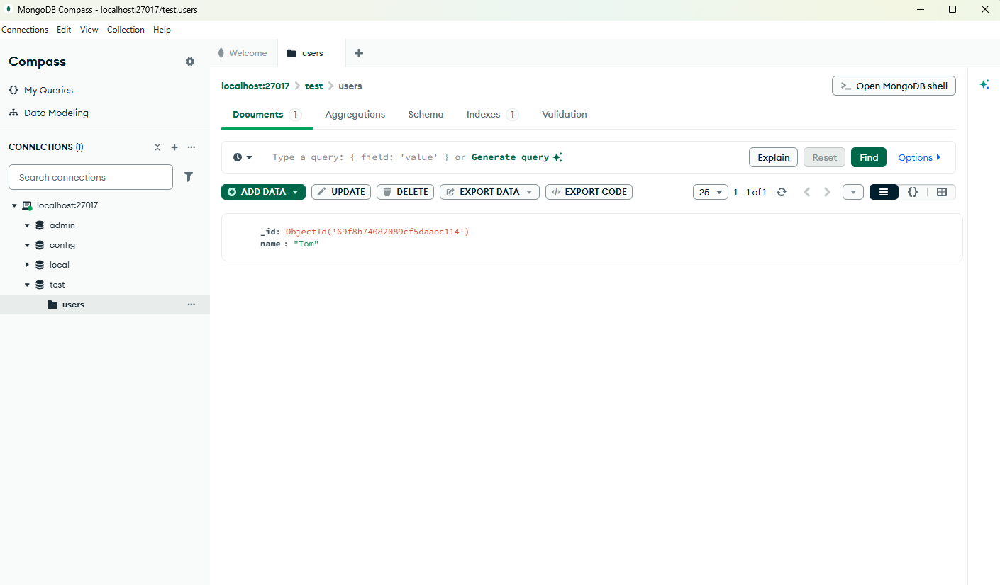 MongoDB Compass - localhost:27017/test.users
Connections Edit View Collection Help
Compass
My Queries
Data Modeling
CONNECTIONS (1)
Search connections
localhost:27017
admin
config
local
test
users
Welcome
users
localhost:27017 > test > users
>_ Open MongoDB shell
Documents 1 Aggregations Schema Indexes 1 Validation
Type a query: { field: 'value' } or Generate query
Explain Reset Find Options
ADD DATA UPDATE DELETE EXPORT DATA EXPORT CODE
25 1 – 1 of 1
_id: ObjectId('69f8b74082089cf5daabc114')
name : "Tom"